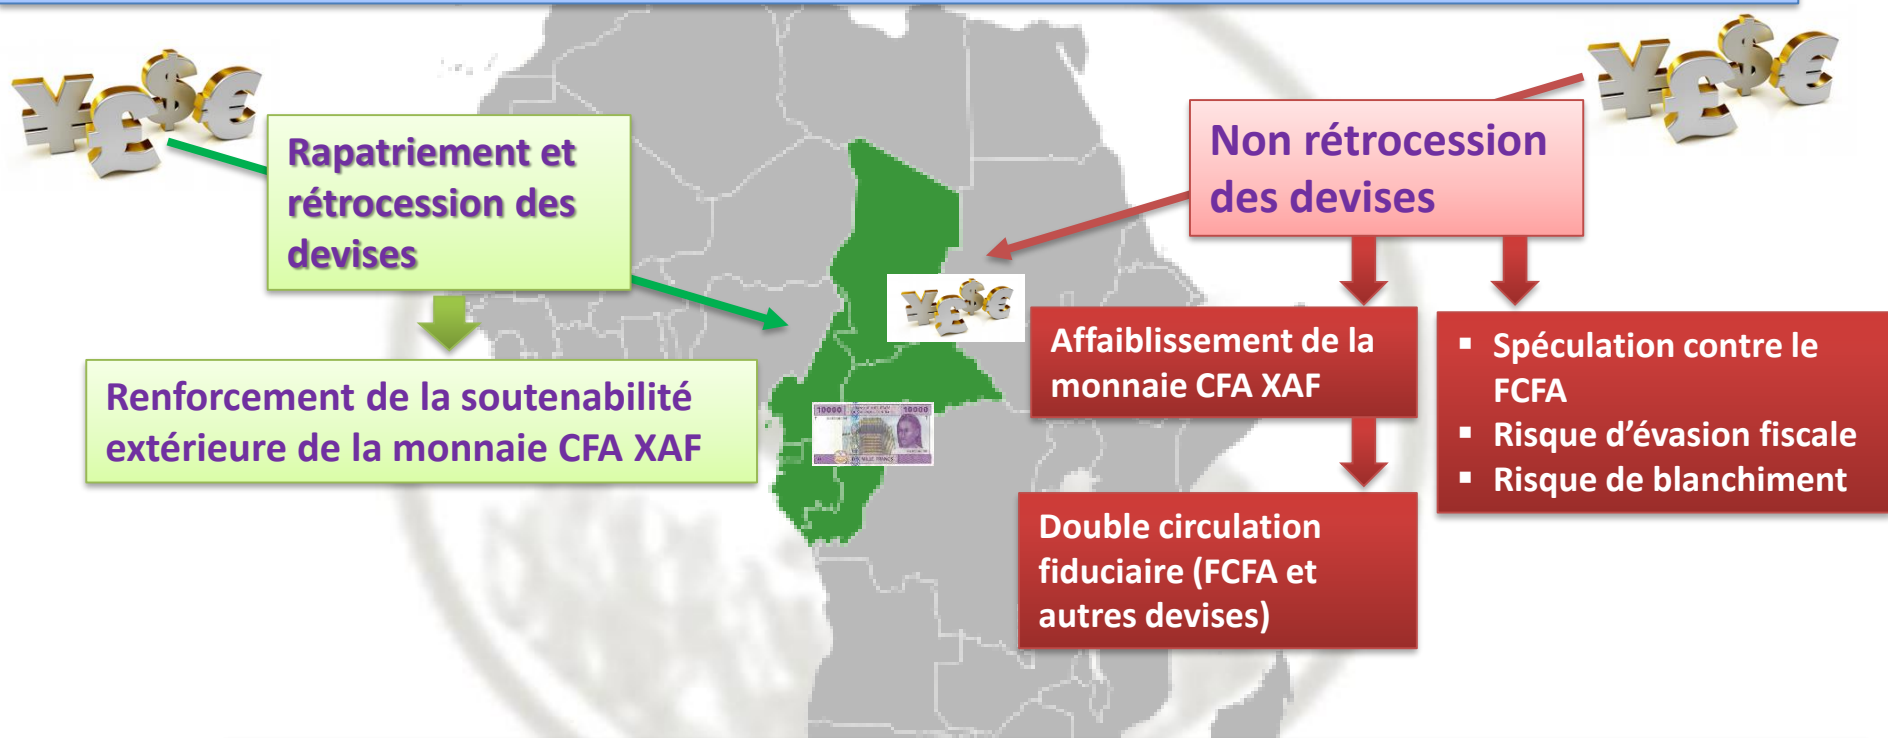 Rapatriement et
rétrocession des
devises
Renforcement de la soutenabilité
extérieure de la monnaie CFA XAF
Non rétrocession
des devises
Affaiblissement de la
monnaie CFA XAF
Double circulation
fiduciaire (FCFA et
autres devises)
▪ Spéculation contre le
FCFA
▪ Risque d'évasion fiscale
▪ Risque de blanchiment
10000
10000